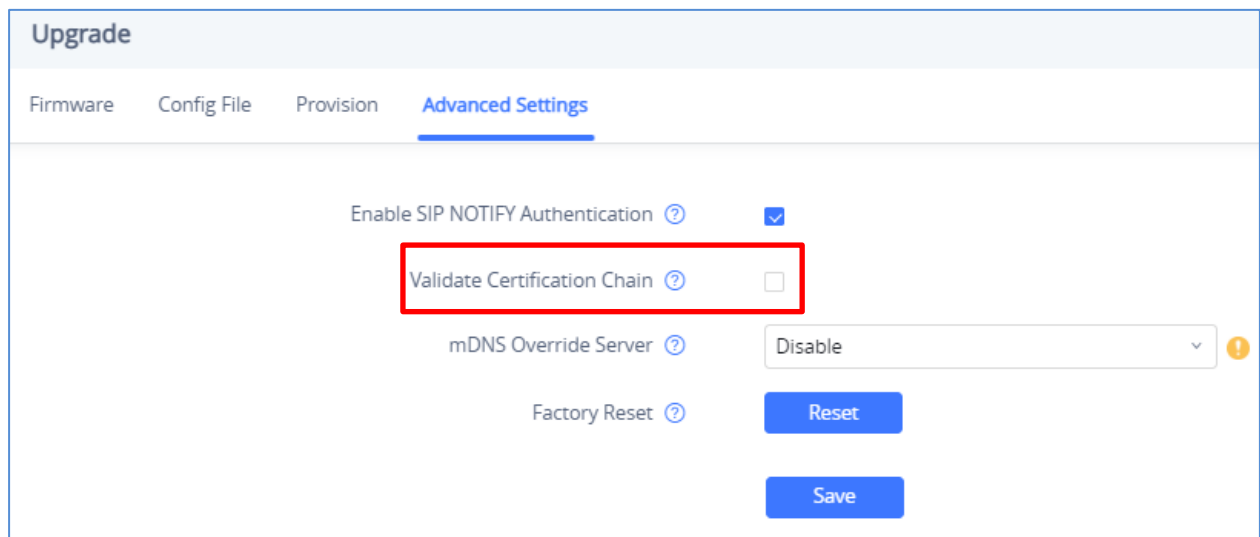 Upgrade
Firmware Config File Provision Advanced Settings
Enable SIP NOTIFY Authentication ?
Validate Certification Chain ?
mDNS Override Server ? Disable !
Factory Reset ? Reset
Save